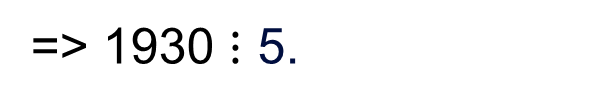 => 1930 ⋮ 5.